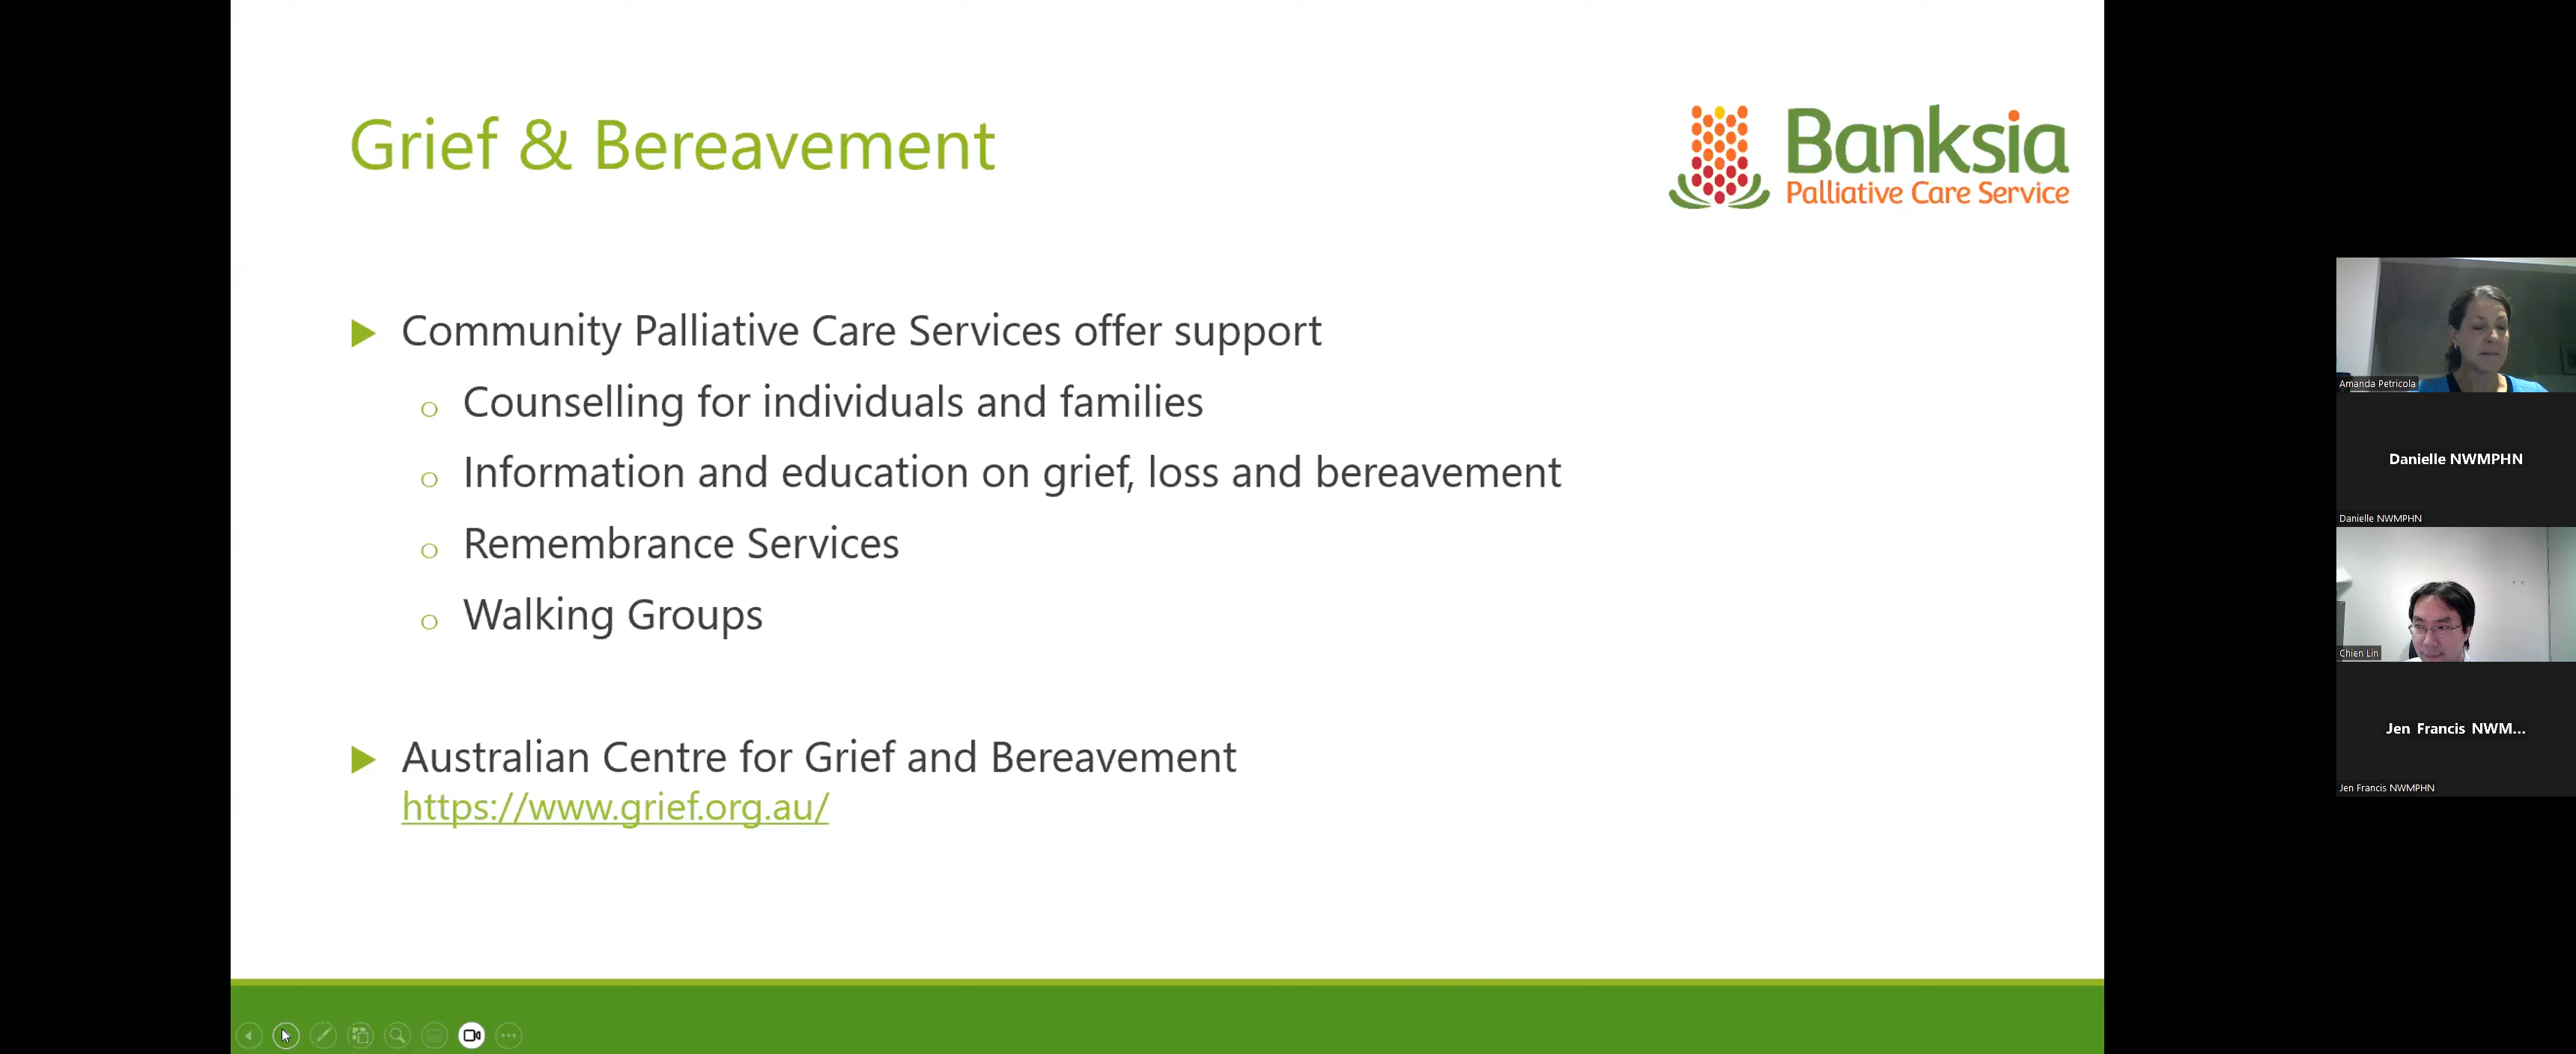 Grief & Bereavement
Banksia
Palliative Care Service
Community Palliative Care Services offer support
o Counselling for individuals and families
o Information and education on grief, loss and bereavement
o Remembrance Services
o Walking Groups
Australian Centre for Grief and Bereavement
https://www.grief.org.au/
Amanda Petricola
Danielle NWMPHN
Danielle NWMPHN
Chien Lin
Jen Francis NWM...
Jen Francis NWMPHN